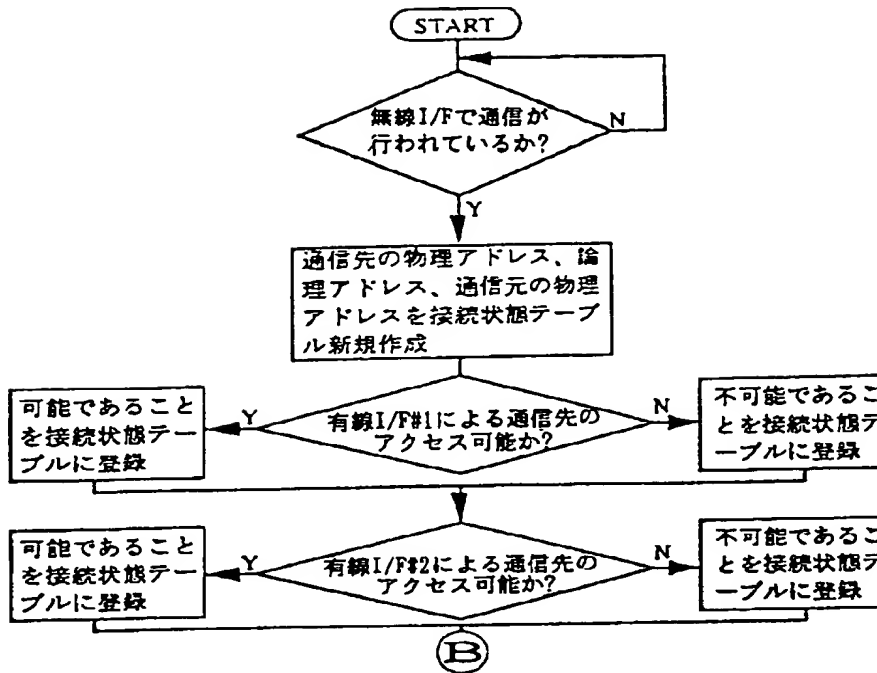 START
無線I/Fで通信が
行われているか?
N
Y
通信先の物理アドレス、論
理アドレス、通信元の物理
アドレスを接続状態テーブ
ル新規作成
可能であること
を接続状態テー
ブルに登録
Y
有線I/F#1による通信先の
アクセス可能か?
N
不可能であるこ
とを接続状態テ
ーブルに登録
可能であること
を接続状態テー
ブルに登録
Y
有線I/F#2による通信先の
アクセス可能か?
N
不可能であるこ
とを接続状態テ
ーブルに登録
B